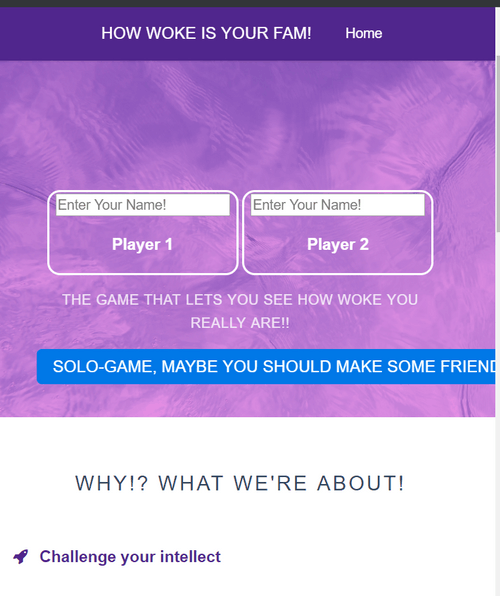 HOW WOKE IS YOUR FAM! Home
Enter Your Name! Enter Your Name!
Player 1 Player 2
THE GAME THAT LETS YOU SEE HOW WOKE YOU
REALLY ARE!!
SOLO-GAME, MAYBE YOU SHOULD MAKE SOME FRIEND
WHY!? WHAT WE'RE ABOUT!
Challenge your intellect